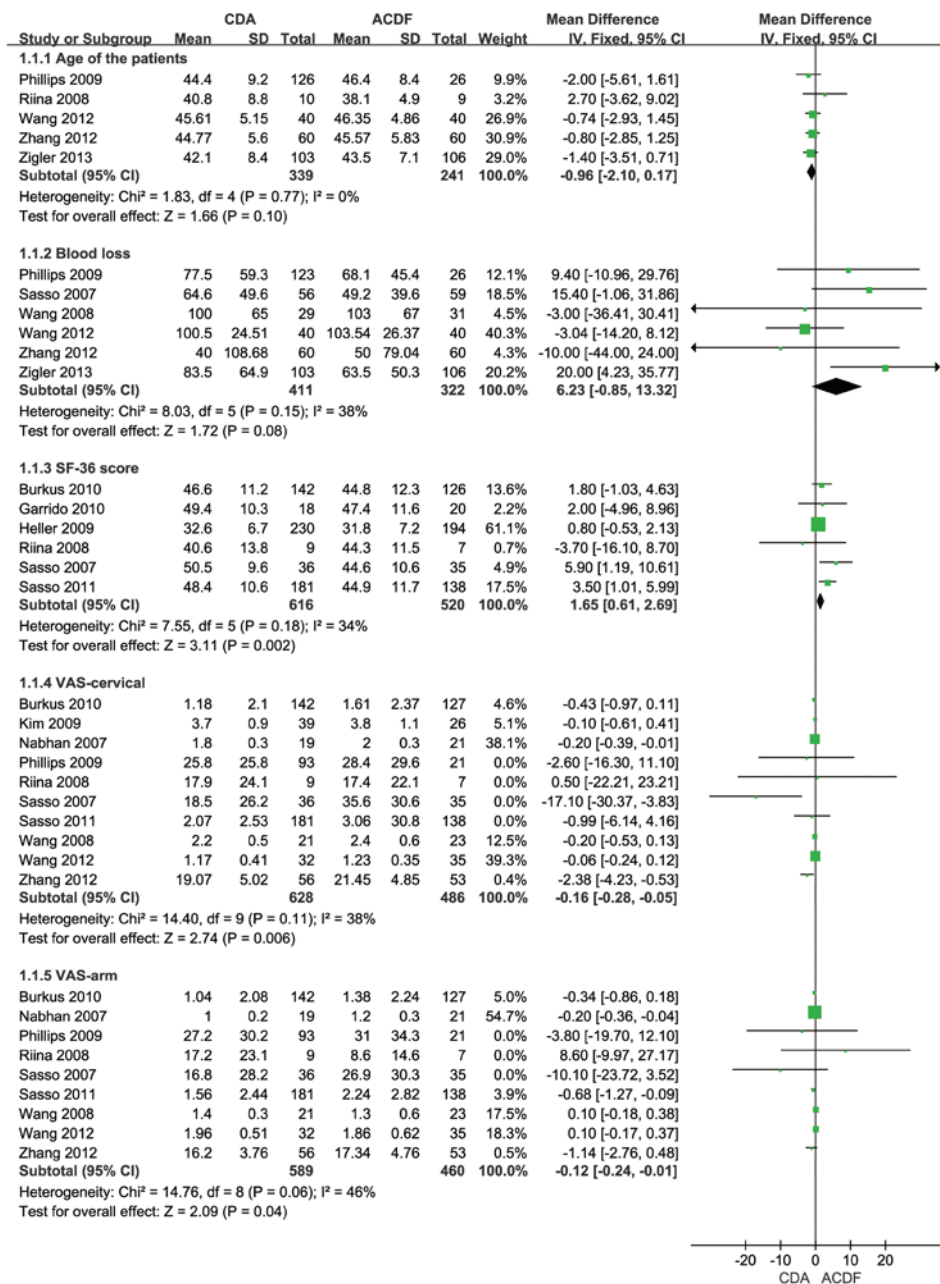 CDA ACDF Mean Difference Mean Difference
Study or Subgroup Mean SD Total Mean SD Total Weight IV, Fixed, 95% CI IV, Fixed, 95% CI
1.1.1 Age of the patients
Phillips 2009 44.4 9.2 126 46.4 8.4 26 9.9% -2.00 [-5.61, 1.61]
Riina 2008 40.8 8.8 10 38.1 4.9 9 3.2% 2.70 [-3.62, 9.02]
Wang 2012 45.61 5.15 40 46.35 4.86 40 26.9% -0.74 [-2.93, 1.45]
Zhang 2012 44.77 5.6 60 45.57 5.83 60 30.9% -0.80 [-2.85, 1.25]
Zigler 2013 42.1 8.4 103 43.5 7.1 106 29.0% -1.40 [-3.51, 0.71]
Subtotal (95% CI) 339 241 100.0% -0.96 [-2.10, 0.17]
Heterogeneity: Chi² = 1.83, df = 4 (P = 0.77); I² = 0%
Test for overall effect: Z = 1.66 (P = 0.10)
1.1.2 Blood loss
Phillips 2009 77.5 59.3 123 68.1 45.4 26 12.1% 9.40 [-10.96, 29.76]
Sasso 2007 64.6 49.6 56 49.2 39.6 59 18.5% 15.40 [-1.06, 31.86]
Wang 2008 100 65 29 103 67 31 4.5% -3.00 [-36.41, 30.41]
Wang 2012 100.5 24.51 40 103.54 26.37 40 40.3% -3.04 [-14.20, 8.12]
Zhang 2012 40 108.68 60 50 79.04 60 4.3% -10.00 [-44.00, 24.00]
Zigler 2013 83.5 64.9 103 63.5 50.3 106 20.2% 20.00 [4.23, 35.77]
Subtotal (95% CI) 411 322 100.0% 6.23 [-0.85, 13.32]
Heterogeneity: Chi² = 8.03, df = 5 (P = 0.15); I² = 38%
Test for overall effect: Z = 1.72 (P = 0.08)
1.1.3 SF-36 score
Burkus 2010 46.6 11.2 142 44.8 12.3 126 13.6% 1.80 [-1.03, 4.63]
Garrido 2010 49.4 10.3 18 47.4 11.6 20 2.2% 2.00 [-4.96, 8.96]
Heller 2009 32.6 6.7 230 31.8 7.2 194 61.1% 0.80 [-0.53, 2.13]
Riina 2008 40.6 13.8 9 44.3 11.5 7 0.7% -3.70 [-16.10, 8.70]
Sasso 2007 50.5 9.6 36 44.6 10.6 35 4.9% 5.90 [1.19, 10.61]
Sasso 2011 48.4 10.6 181 44.9 11.7 138 17.5% 3.50 [1.01, 5.99]
Subtotal (95% CI) 616 520 100.0% 1.65 [0.61, 2.69]
Heterogeneity: Chi² = 7.55, df = 5 (P = 0.18); I² = 34%
Test for overall effect: Z = 3.11 (P = 0.002)
1.1.4 VAS-cervical
Burkus 2010 1.18 2.1 142 1.61 2.37 127 4.6% -0.43 [-0.97, 0.11]
Kim 2009 3.7 0.9 39 3.8 1.1 26 5.1% -0.10 [-0.61, 0.41]
Nabhan 2007 1.8 0.3 19 2 0.3 21 38.1% -0.20 [-0.39, -0.01]
Phillips 2009 25.8 25.8 93 28.4 29.6 21 0.0% -2.60 [-16.30, 11.10]
Riina 2008 17.9 24.1 9 17.4 22.1 7 0.0% 0.50 [-22.21, 23.21]
Sasso 2007 18.5 26.2 36 35.6 30.6 35 0.0% -17.10 [-30.37, -3.83]
Sasso 2011 2.07 2.53 181 3.06 30.8 138 0.0% -0.99 [-6.14, 4.16]
Wang 2008 2.2 0.5 21 2.4 0.6 23 12.5% -0.20 [-0.53, 0.13]
Wang 2012 1.17 0.41 32 1.23 0.35 35 39.3% -0.06 [-0.24, 0.12]
Zhang 2012 19.07 5.02 56 21.45 4.85 53 0.4% -2.38 [-4.23, -0.53]
Subtotal (95% CI) 628 486 100.0% -0.16 [-0.28, -0.05]
Heterogeneity: Chi² = 14.40, df = 9 (P = 0.11); I² = 38%
Test for overall effect: Z = 2.74 (P = 0.006)
1.1.5 VAS-arm
Burkus 2010 1.04 2.08 142 1.38 2.24 127 5.0% -0.34 [-0.86, 0.18]
Nabhan 2007 1 0.2 19 1.2 0.3 21 54.7% -0.20 [-0.36, -0.04]
Phillips 2009 27.2 30.2 93 31 34.3 21 0.0% -3.80 [-19.70, 12.10]
Riina 2008 17.2 23.1 9 8.6 14.6 7 0.0% 8.60 [-9.97, 27.17]
Sasso 2007 16.8 28.2 36 26.9 30.3 35 0.0% -10.10 [-23.72, 3.52]
Sasso 2011 1.56 2.44 181 2.24 2.82 138 3.9% -0.68 [-1.27, -0.09]
Wang 2008 1.4 0.3 21 1.3 0.6 23 17.5% 0.10 [-0.18, 0.38]
Wang 2012 1.96 0.51 32 1.86 0.62 35 18.3% 0.10 [-0.17, 0.37]
Zhang 2012 16.2 3.76 56 17.34 4.76 53 0.5% -1.14 [-2.76, 0.48]
Subtotal (95% CI) 589 460 100.0% -0.12 [-0.24, -0.01]
Heterogeneity: Chi² = 14.76, df = 8 (P = 0.06); I² = 46%
Test for overall effect: Z = 2.09 (P = 0.04)
-20 -10 0 10 20
CDA ACDF